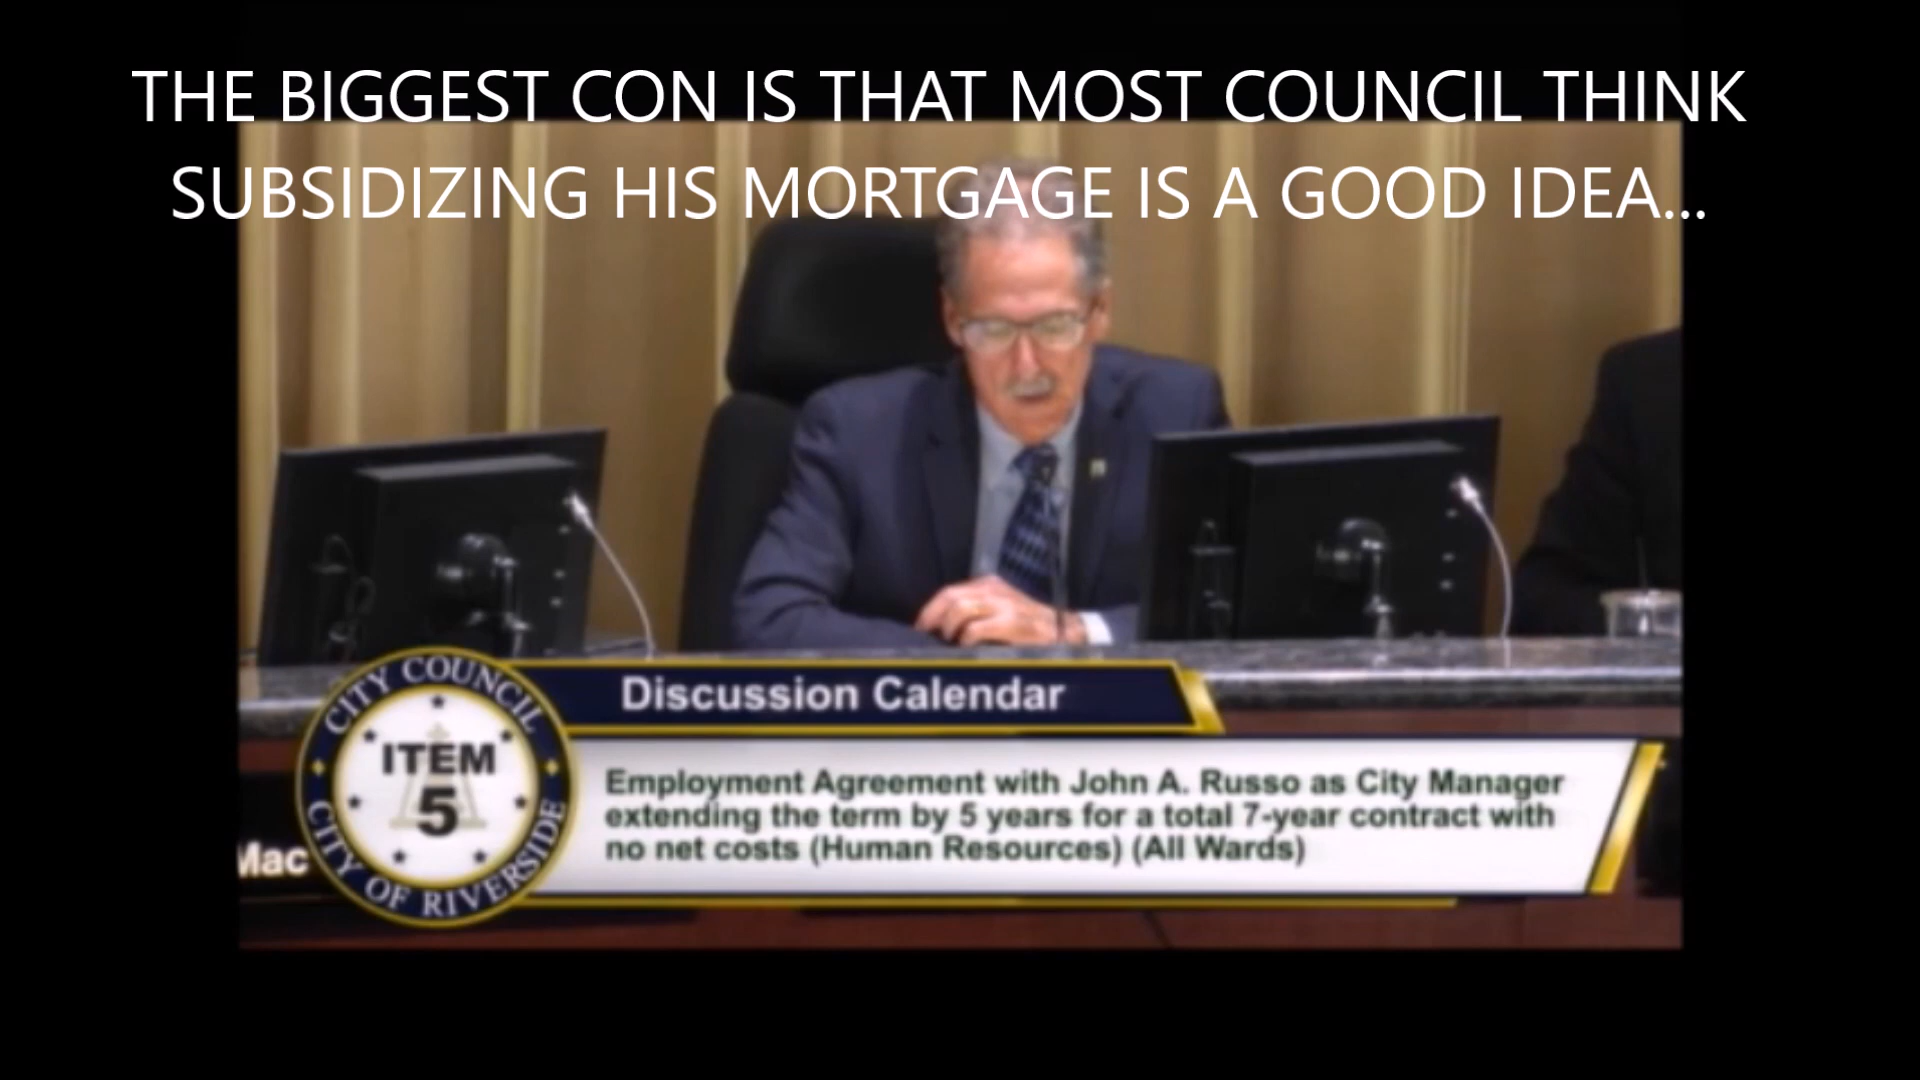 THE BIGGEST CON IS THAT MOST COUNCIL THINK
SUBSIDIZING HIS MORTGAGE IS A GOOD IDEA...
Discussion Calendar
CITY COUNCIL
ITEM
5
CITY OF RIVERSIDE
Employment Agreement with John A. Russo as City Manager
extending the term by 5 years for a total 7-year contract with
no net costs (Human Resources) (All Wards)
Mac